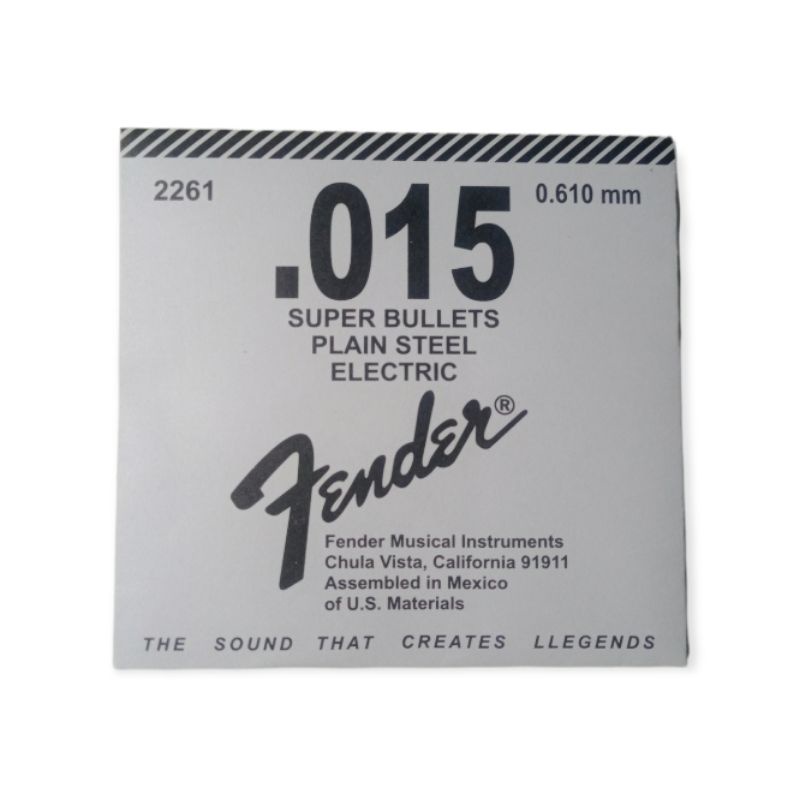 2261
.015
0.610 mm
SUPER BULLETS
PLAIN STEEL
ELECTRIC
Fender®
Fender Musical Instruments
Chula Vista, California 91911
Assembled in Mexico
of U.S. Materials
THE SOUND THAT CREATES LLEGENDS